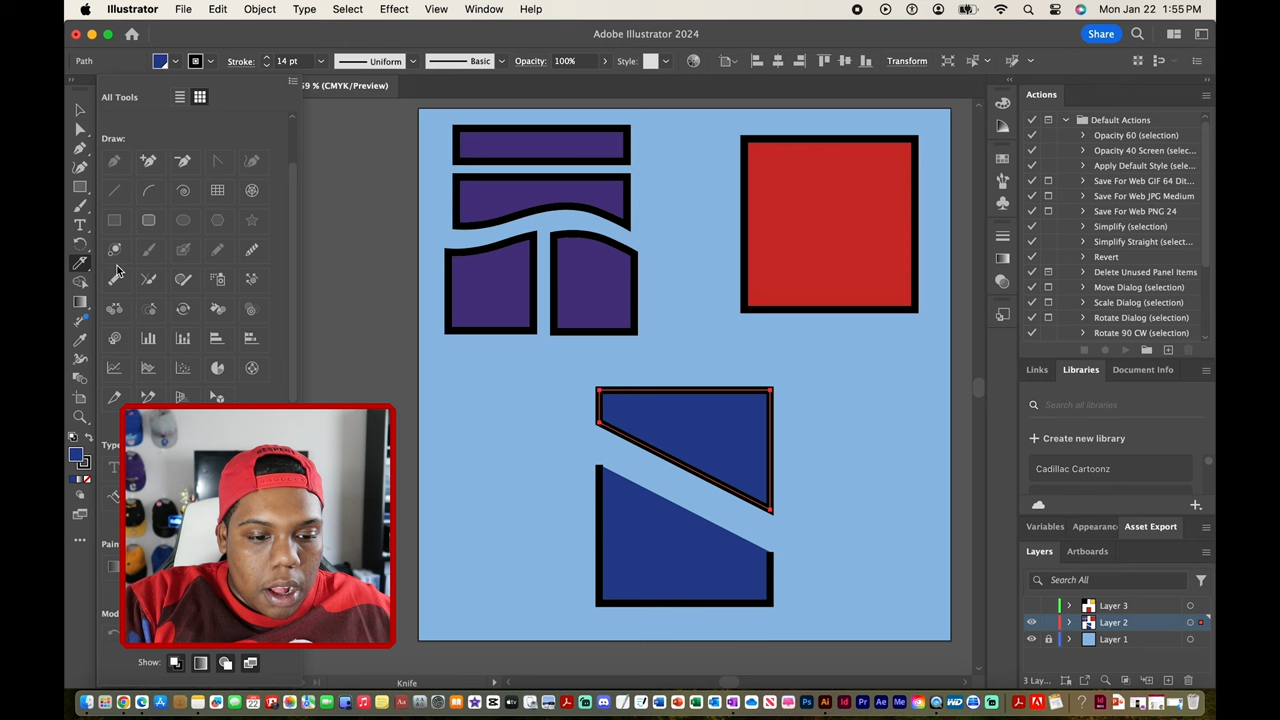 Illustrator File Edit Object Type Select Effect View Window Help
Mon Jan 22 1:55 PM
Adobe Illustrator 2024
Share
Path
Stroke:
14 pt
Uniform
Basic
Opacity:
100%
Style:
Transform
59 % (CMYK/Preview)
All Tools
Draw:
Show:
Knife
Actions
Default Actions
Opacity 60 (selection)
Opacity 40 Screen (selec...
Apply Default Style (sele...
Save For Web GIF 64 Dit...
Save For Web JPG Medium
Save For Web PNG 24
Simplify (selection)
Simplify Straight (select...
Revert
Delete Unused Panel Items
Move Dialog (selection)
Scale Dialog (selection)
Rotate Dialog (selection)
Rotate 90 CW (selection)
Links Libraries Document Info
Search all libraries
Create new library
Cadillac Cartoonz
Variables Appearanc Asset Export
Layers Artboards
Search All
Layer 3
Layer 2
Layer 1
3 Lay...